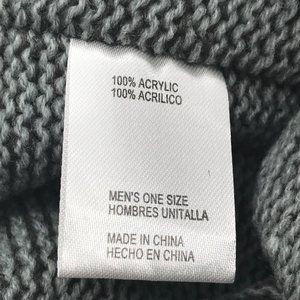 100% ACRYLIC
100% ACRILICO
MEN'S ONE SIZE
HOMBRES UNITALLA
MADE IN CHINA
HECHO EN CHINA